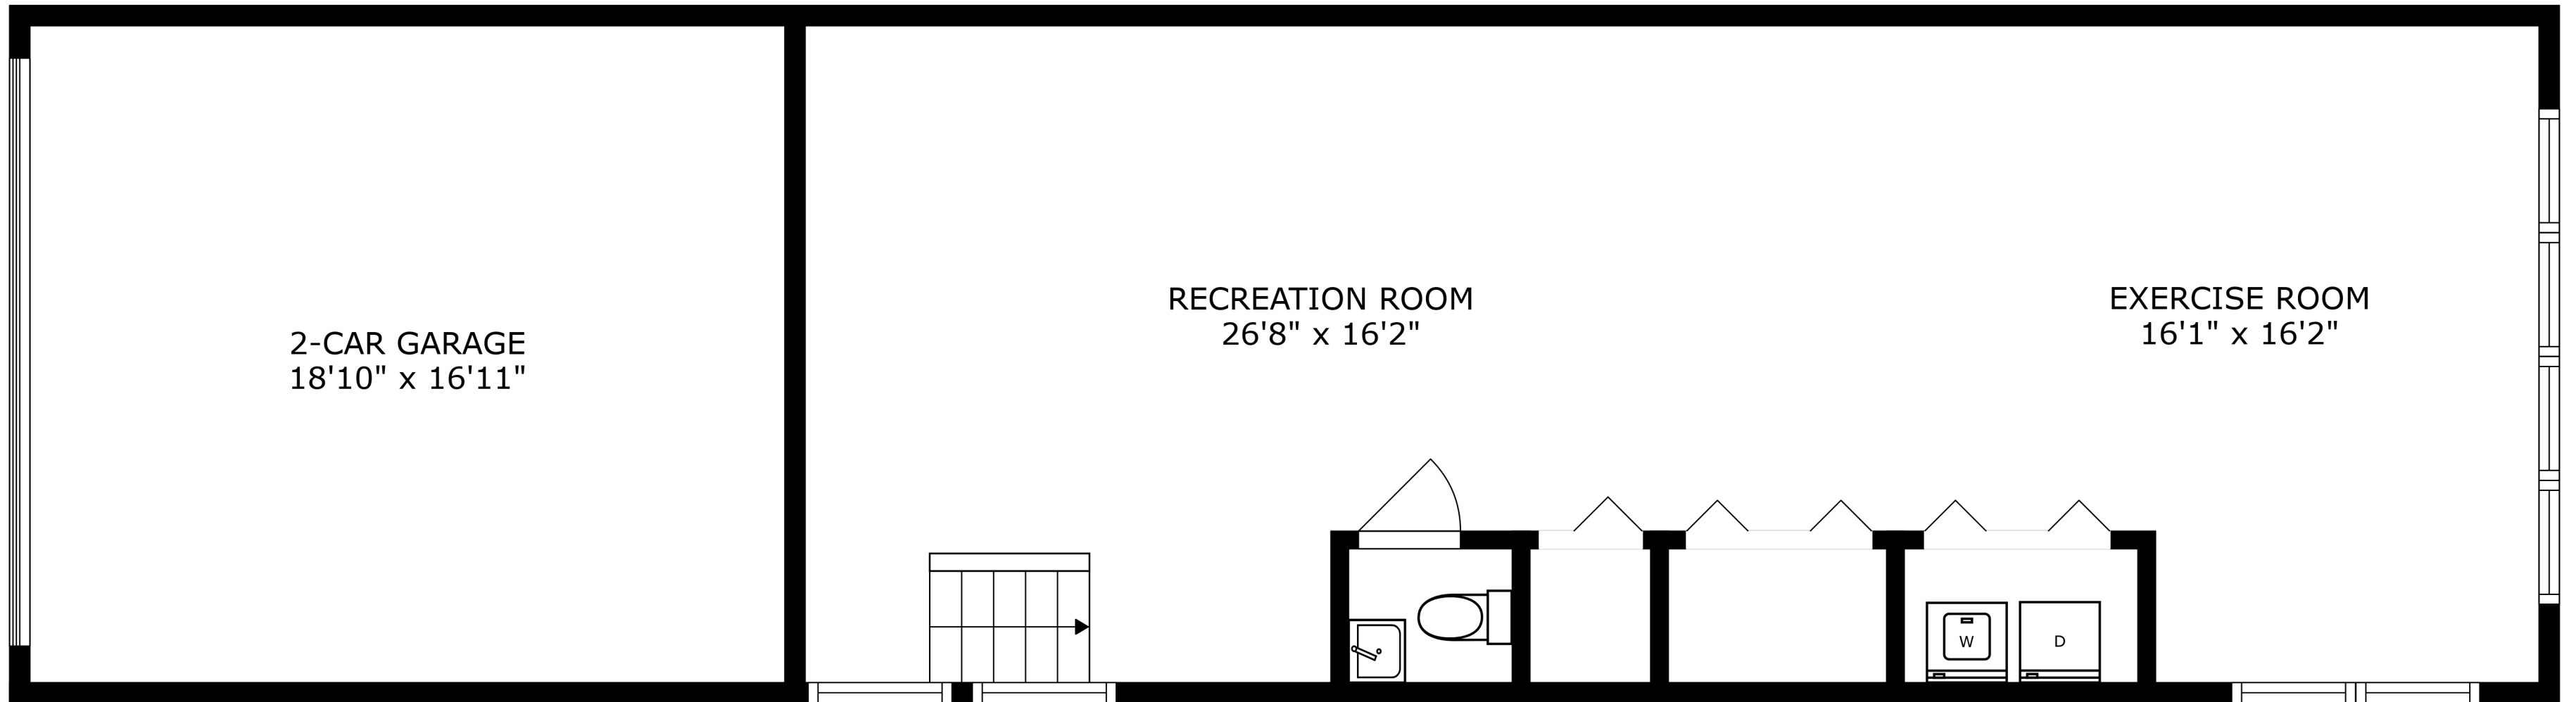 2-CAR GARAGE
18'10" x 16'11"
RECREATION ROOM
26'8" x 16'2"
EXERCISE ROOM
16'1" x 16'2"
W
D